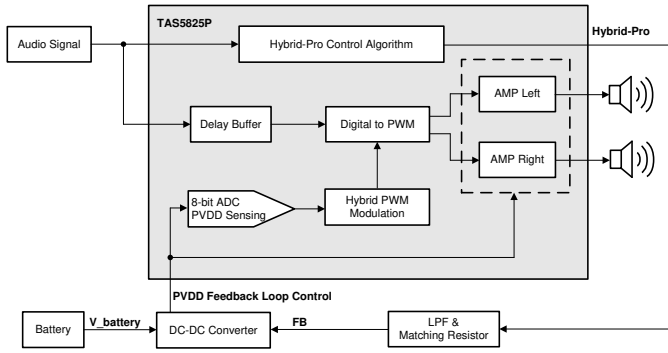 TAS5825P
Hybrid-Pro
Audio Signal
Hybrid-Pro Control Algorithm
AMP Left
Delay Buffer
Digital to PWM
AMP Right
8-bit ADC
PVDD Sensing
Hybrid PWM
Modulation
PVDD Feedback Loop Control
Battery
V_battery
DC-DC Converter
FB
LPF &
Matching Resistor